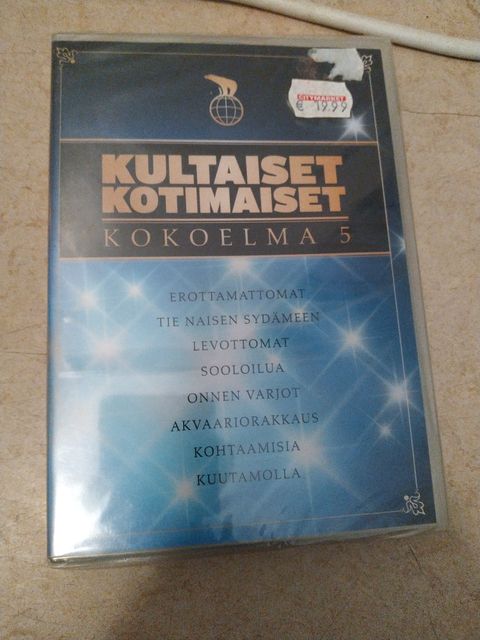 CITYMARKET
€ 19.99
KULTAISET
KOTIMAISET
KOKOELMA 5
EROTTAMATTOMAT
TIE NAISEN SYDÄMEEN
LEVOTTOMAT
SOOLOILUA
ONNEN VARJOT
AKVAARIORAKKAUS
KOHTAAMISIA
KUUTAMOLLA